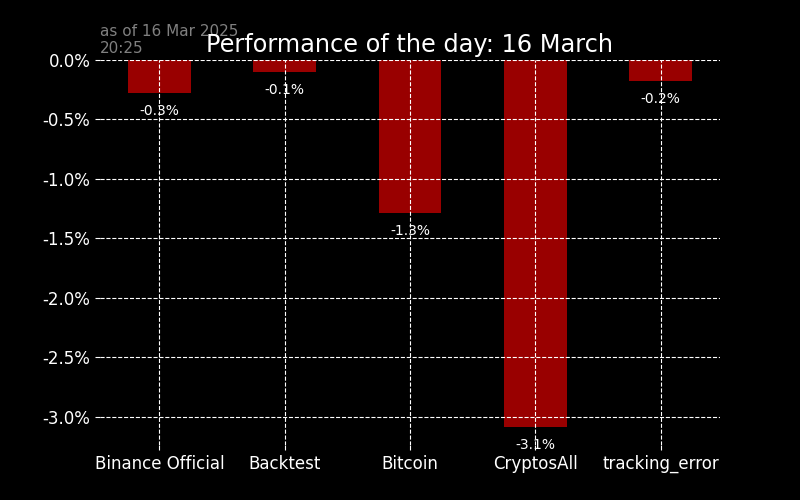 as of 16 Mar 2025
20:25
Performance of the day: 16 March
0.0%
-0.5%
-1.0%
-1.5%
-2.0%
-2.5%
-3.0%
-0.3%
-0.1%
-1.3%
-3.1%
-0.2%
Binance Official
Backtest
Bitcoin
CryptosAll
tracking_error